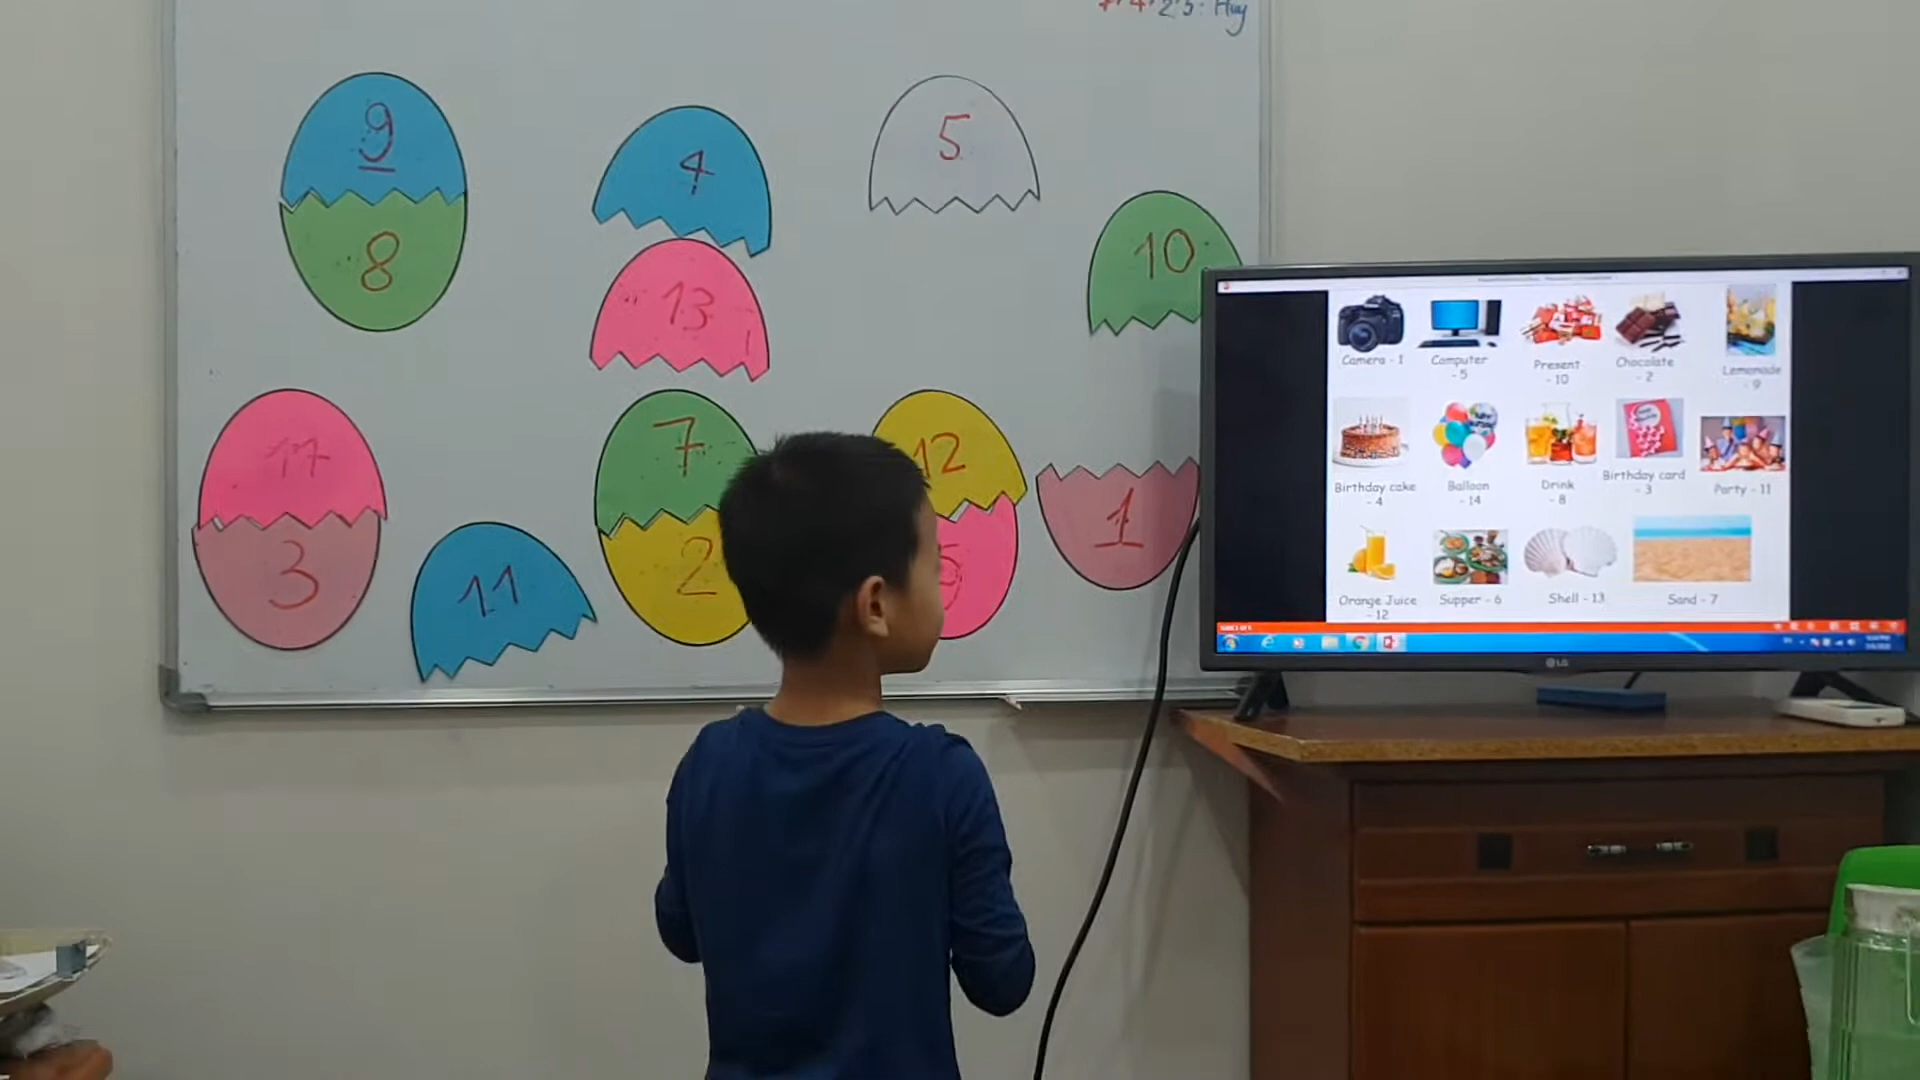 Huy
9
4
5
10
8
13
7
12
1
3
11
2
Camera - 1
Computer
- 5
Present
- 10
Chocolate
- 2
Lemonade
- 9
Birthday cake
- 4
Balloon
- 14
Drink
- 8
Birthday card
- 3
Party - 11
Orange Juice
- 12
Supper - 6
Shell - 13
Sand - 7
LG